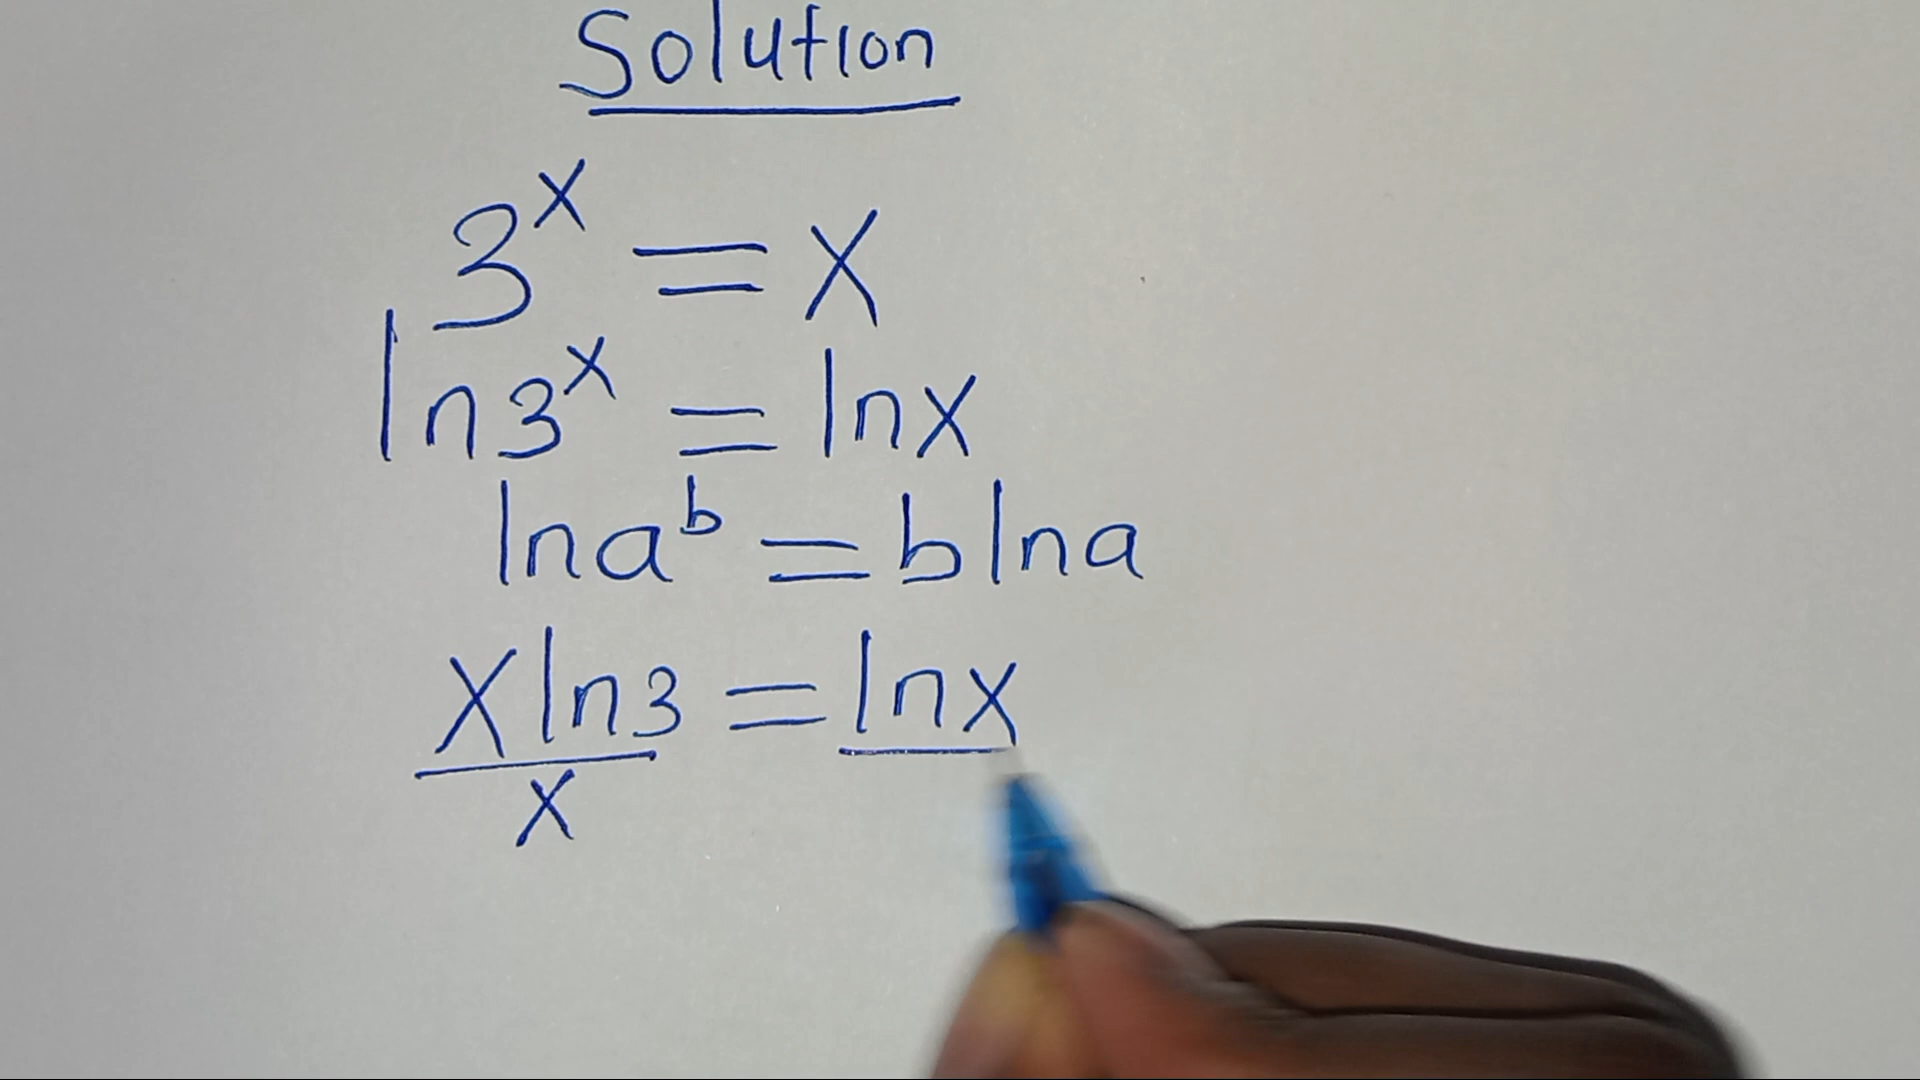 Solution
3^x = x
ln3^x = lnx
lna^b = blna
xln3 = lnx
x